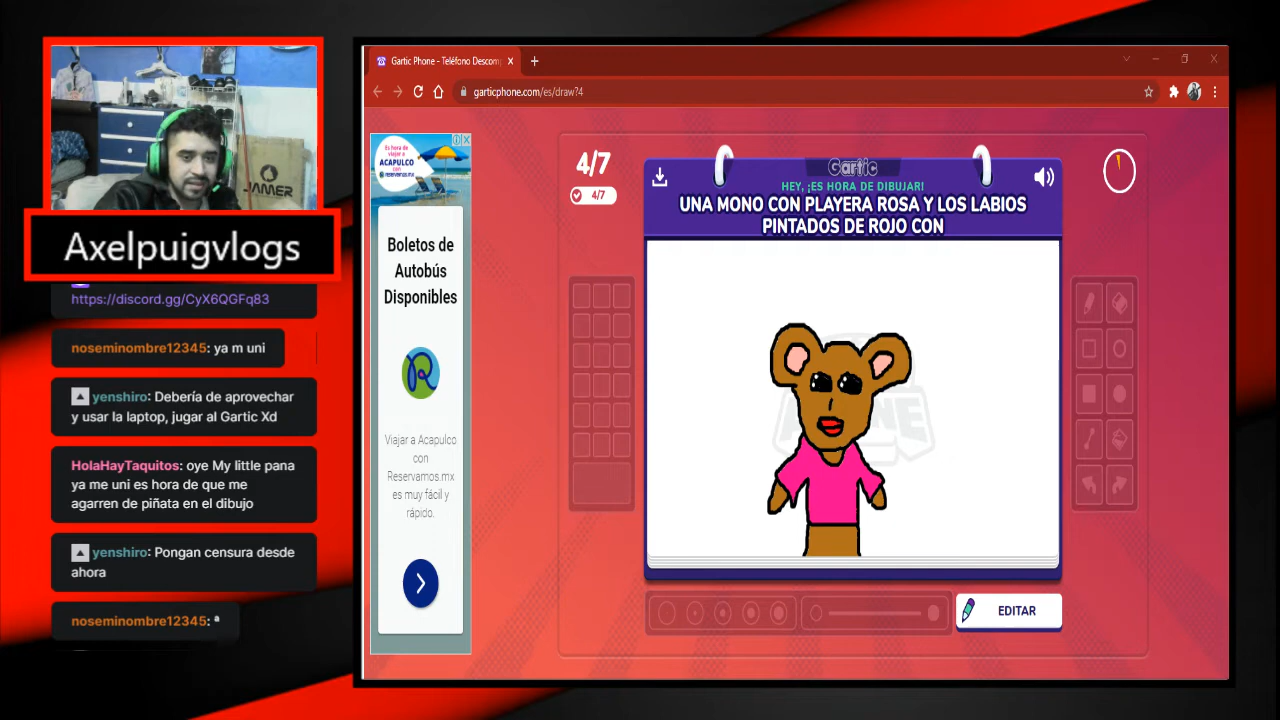 Axelpuigvlogs
https://discord.gg/CyX6QGFq83
noseminombre12345: ya m uni
yenshiro: Debería de aprovechar
y usar la laptop, jugar al Gartic Xd
HolaHayTaquitos: oye My little pana
ya me uni es hora de que me
agarren de piñata en el dibujo
yenshiro: Pongan censura desde
ahora
noseminombre12345: ª
JAMER
Gartic Phone - Teléfono Descom
garticphone.com/es/draw?4
Es hora de
viajar a
ACAPULCO
con
reservamos.mx
Boletos de
Autobús
Disponibles
Viajar a Acapulco
con
Reservamos.mx
es muy fácil y
rápido.
4/7
4/7
Gartic
HEY, ¡ES HORA DE DIBUJAR!
UNA MONO CON PLAYERA ROSA Y LOS LABIOS
PINTADOS DE ROJO CON
EDITAR